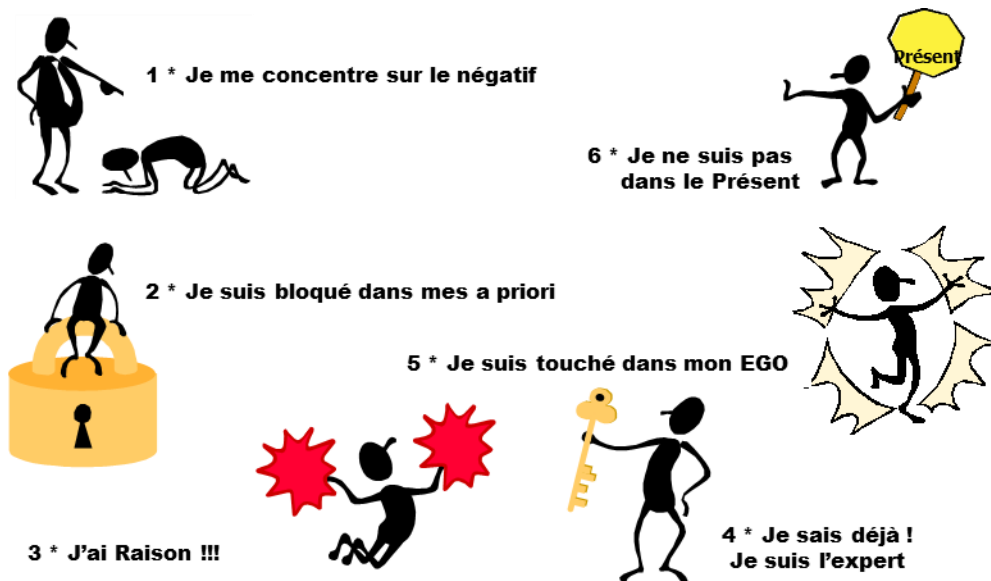 1 * Je me concentre sur le négatif
2 * Je suis bloqué dans mes a priori
3 * J'ai Raison !!!
4 * Je sais déjà !
Je suis l'expert
5 * Je suis touché dans mon EGO
6 * Je ne suis pas
dans le Présent
Présent